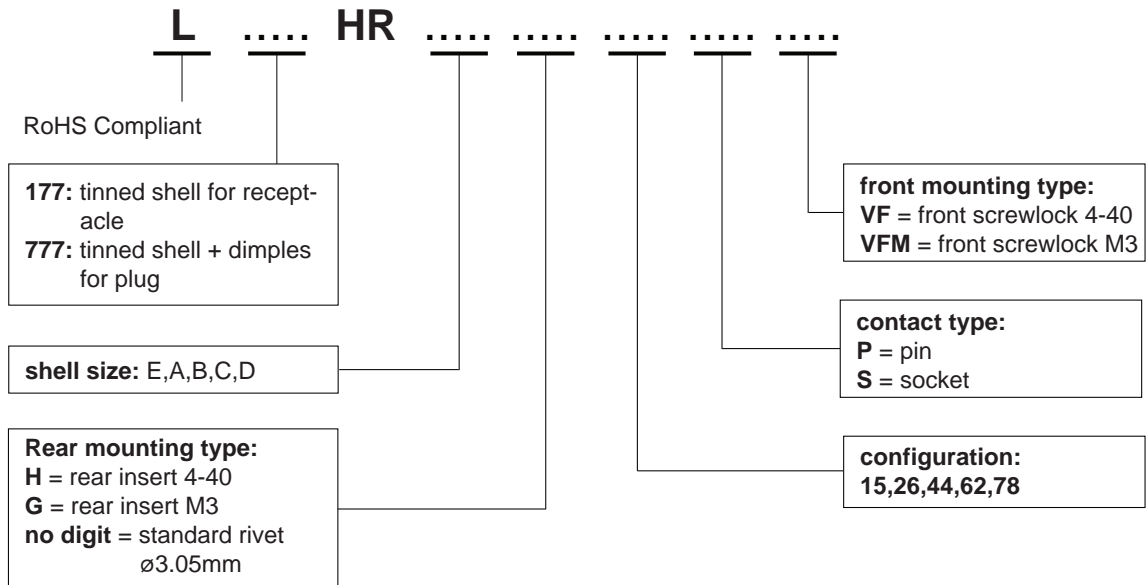 L ..... HR ..... ..... ..... ..... .....
RoHS Compliant
177: tinned shell for recept-
acle
777: tinned shell + dimples
for plug
shell size: E,A,B,C,D
Rear mounting type:
H = rear insert 4-40
G = rear insert M3
no digit = standard rivet
ø3.05mm
front mounting type:
VF = front screwlock 4-40
VFM = front screwlock M3
contact type:
P = pin
S = socket
configuration:
15,26,44,62,78